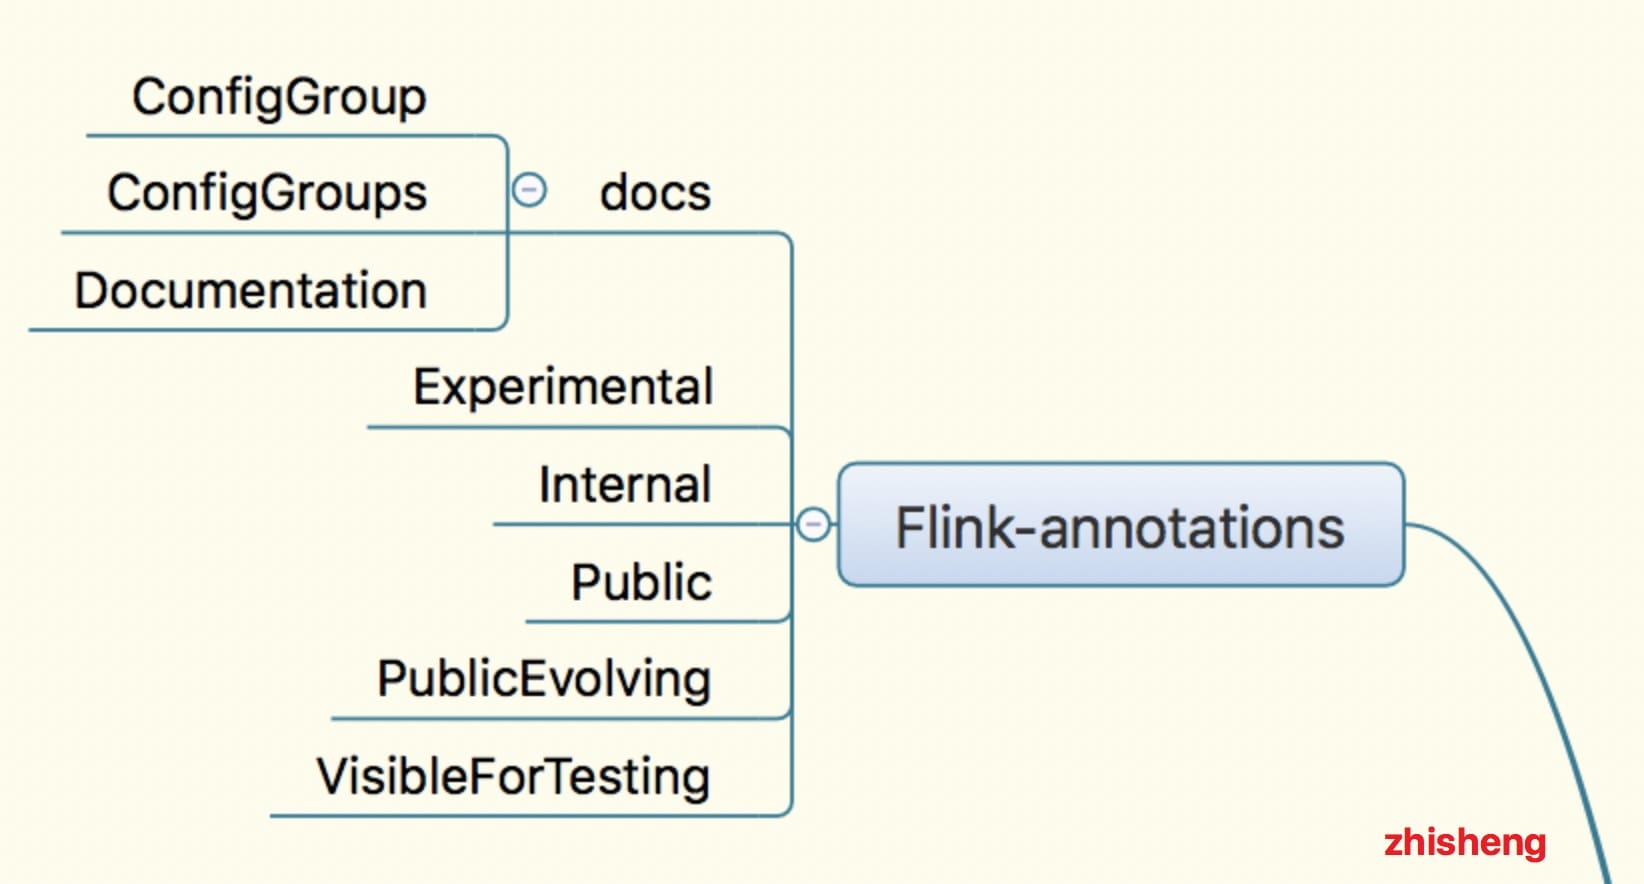 ConfigGroup
ConfigGroups
docs
Documentation
Experimental
Internal
Flink-annotations
Public
PublicEvolving
VisibleForTesting
zhisheng